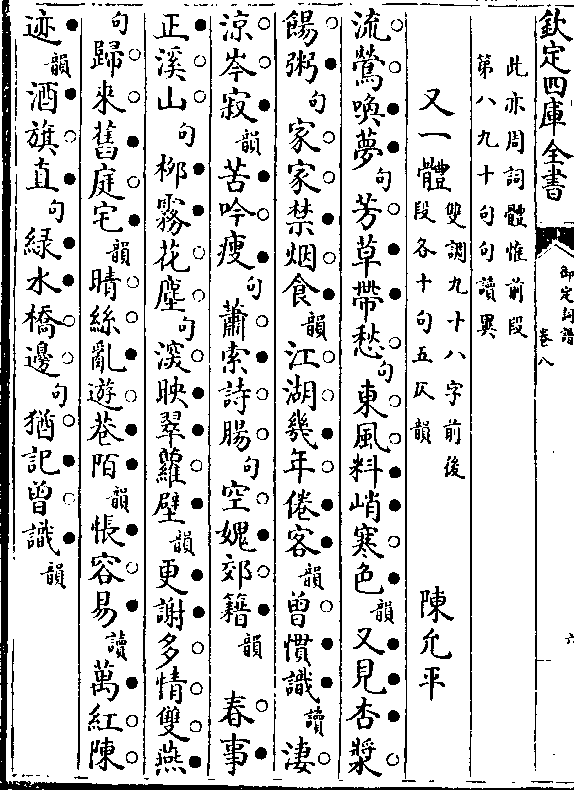 欽定四庫全書
御定詞譜
卷八
六
此亦周詞體惟前段
第八九十句句讀異
又一體
雙調九十八字前後
段各十句五仄韻
陳允平
流鶯喚夢句芳草帶愁句東風料峭寒色韻又見杏漿
餳粥句家家禁烟食韻江湖幾年倦客韻曾慣識讀淒
涼岑寂韻苦吟瘦句蕭索詩腸句空媿郊籍韻 春事
正溪山句栁霧花塵句深映翠蘿壁韻更謝多情雙燕
句歸來舊庭宅韻晴絲亂遊巷陌韻悵容易讀萬紅陳
迹韻酒旗直句綠水橋邊句猶記曾識韻